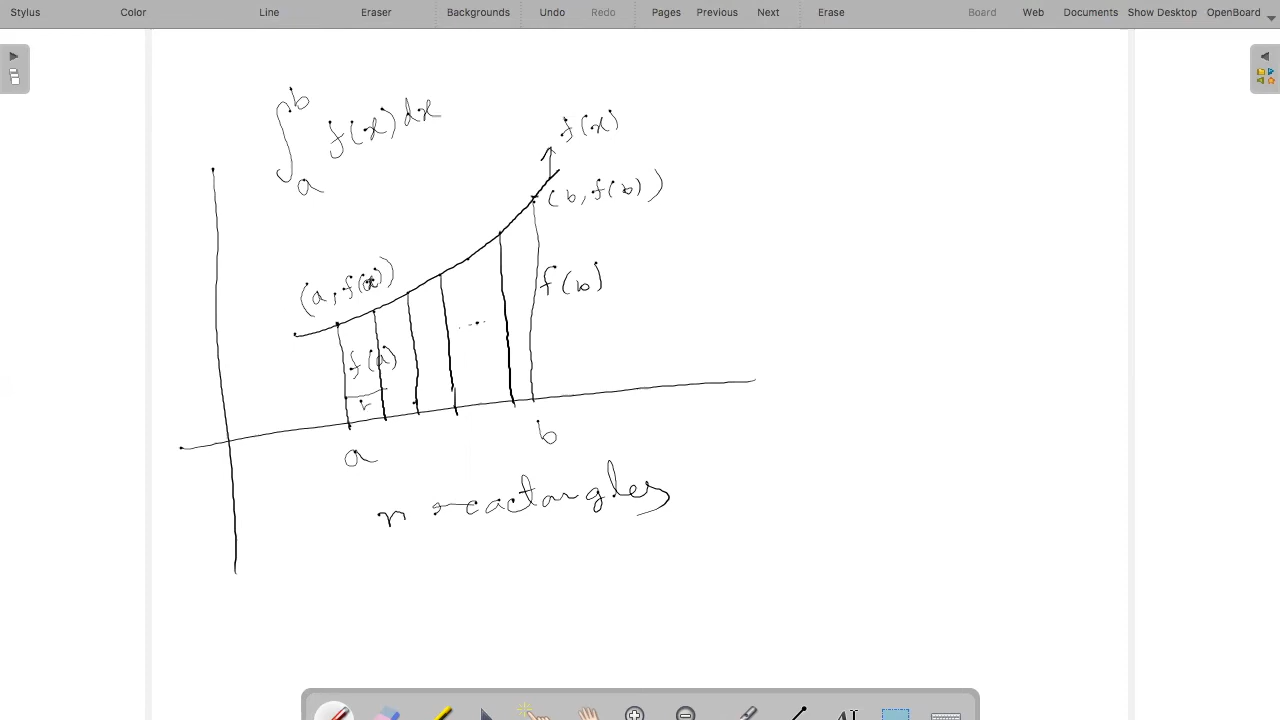 Stylus Color Line Eraser Backgrounds Undo Redo Pages Previous Next Erase Board Web Documents Show Desktop OpenBoard
∫_a^b f(x) dx
f(x)
(b, f(b))
(a, f(a))
f(b)
f(a)
a
b
n reactangles